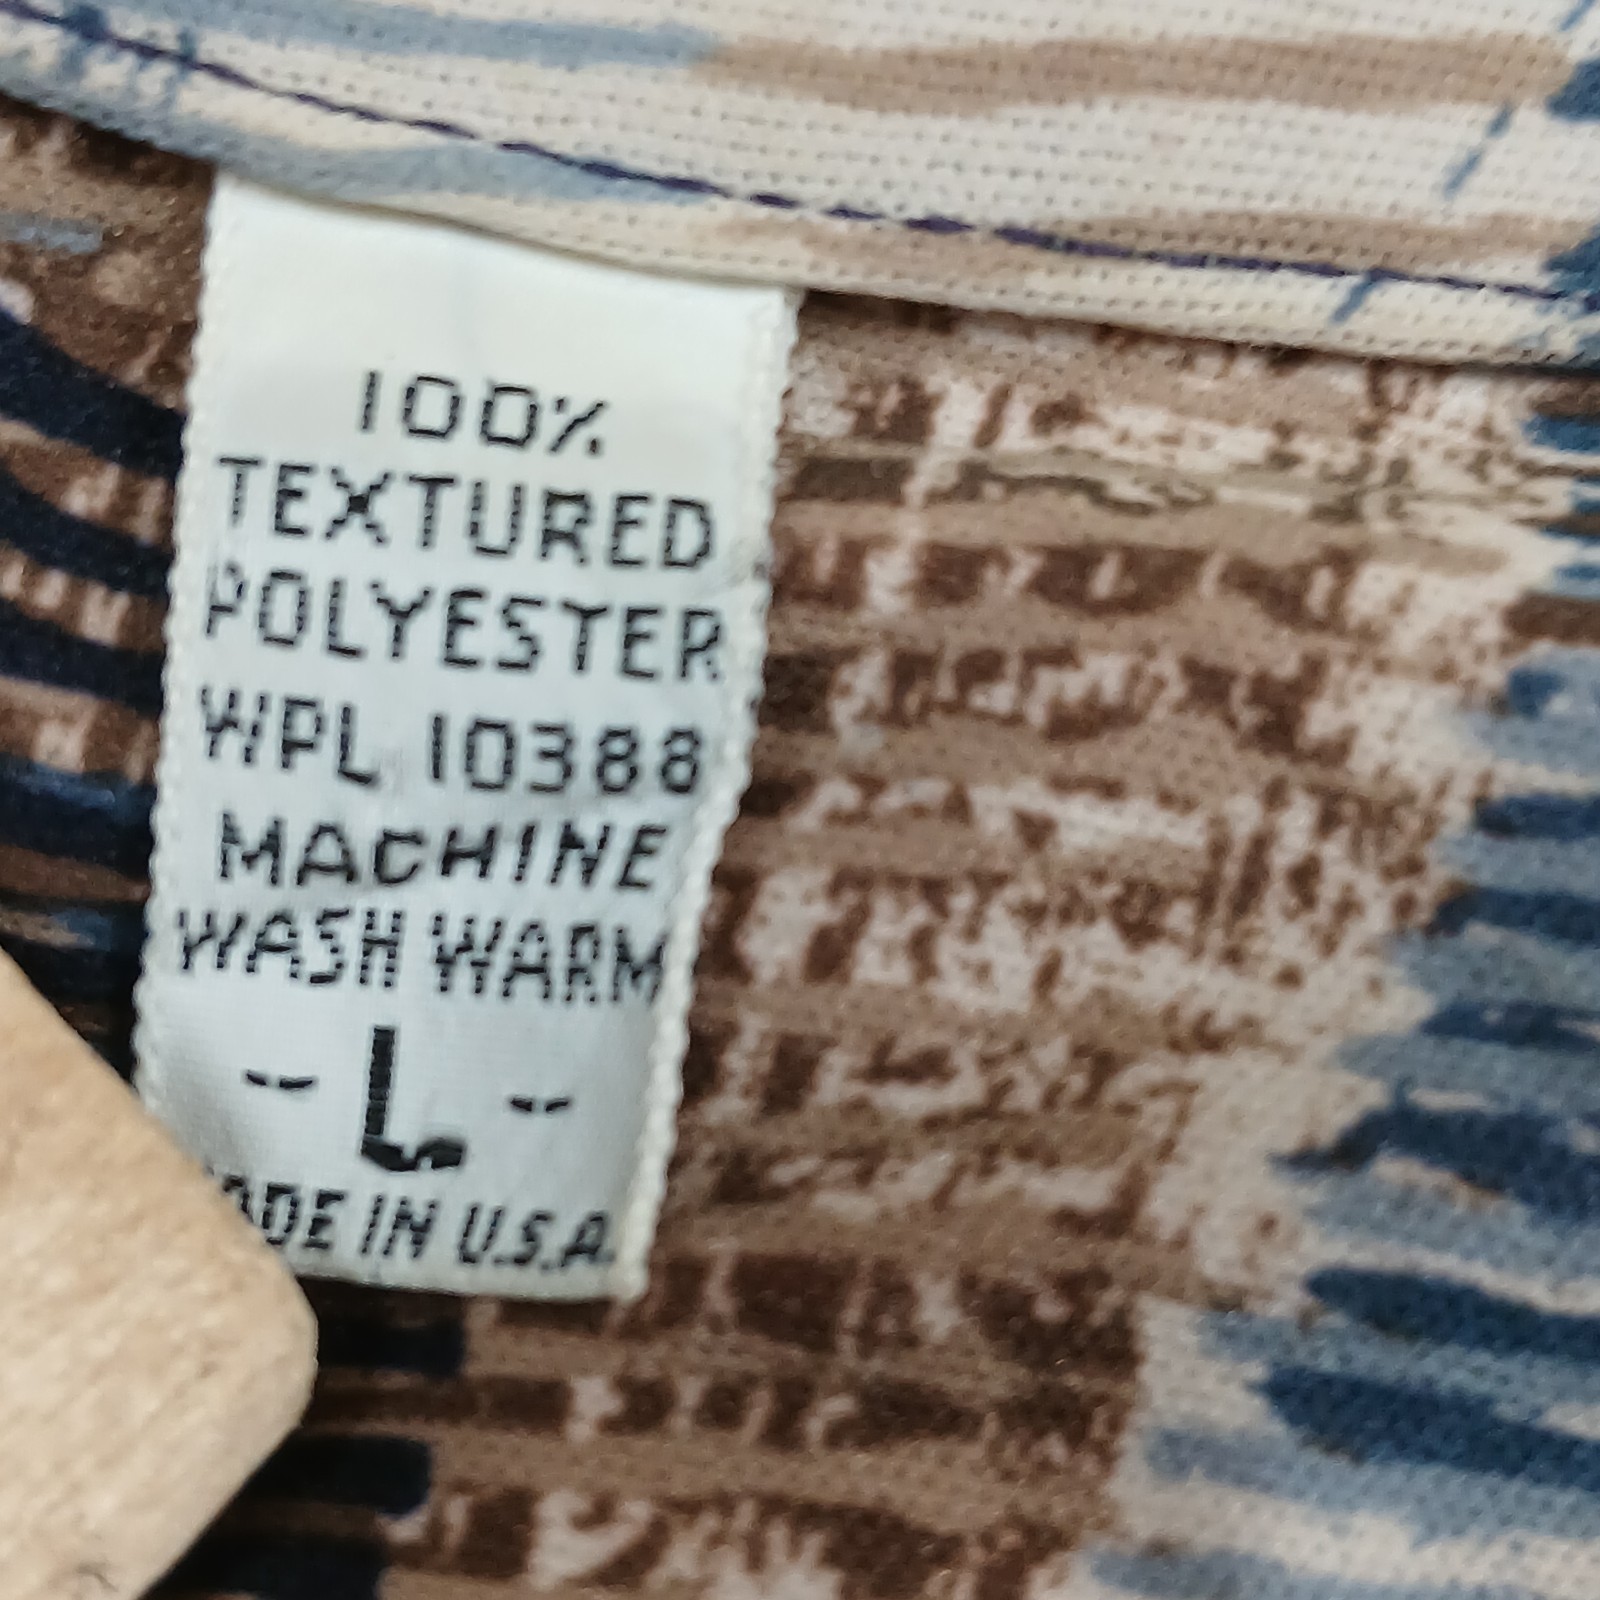 100%
TEXTURED
POLYESTER
WPL 10388
MACHINE
WASH WARM
- L -
ADE IN U.S.A.